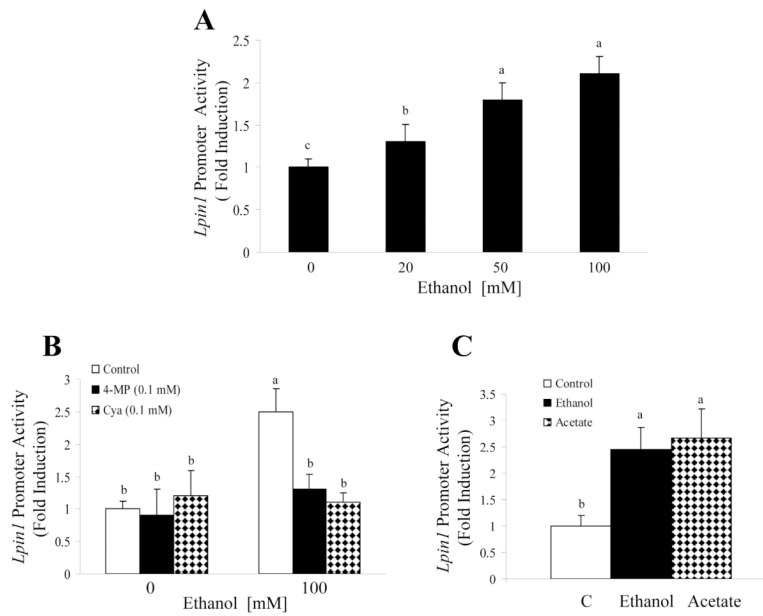 A
Lpin1 Promoter Activity
( Fold Induction)
2.5
2
1.5
1
0.5
0
c
b
a
a
0 20 50 100
Ethanol [mM]
B
Control
4-MP (0.1 mM)
Cya (0.1 mM)
Lpin1 Promoter Activity
(Fold Induction)
3
2.5
2
1.5
1
0.5
0
b b b a b b
0 100
Ethanol [mM]
C
Control
Ethanol
Acetate
Lpin1 Promoter Activity
(Fold Induction)
3.5
3
2.5
2
1.5
1
0.5
0
b a a
C Ethanol Acetate